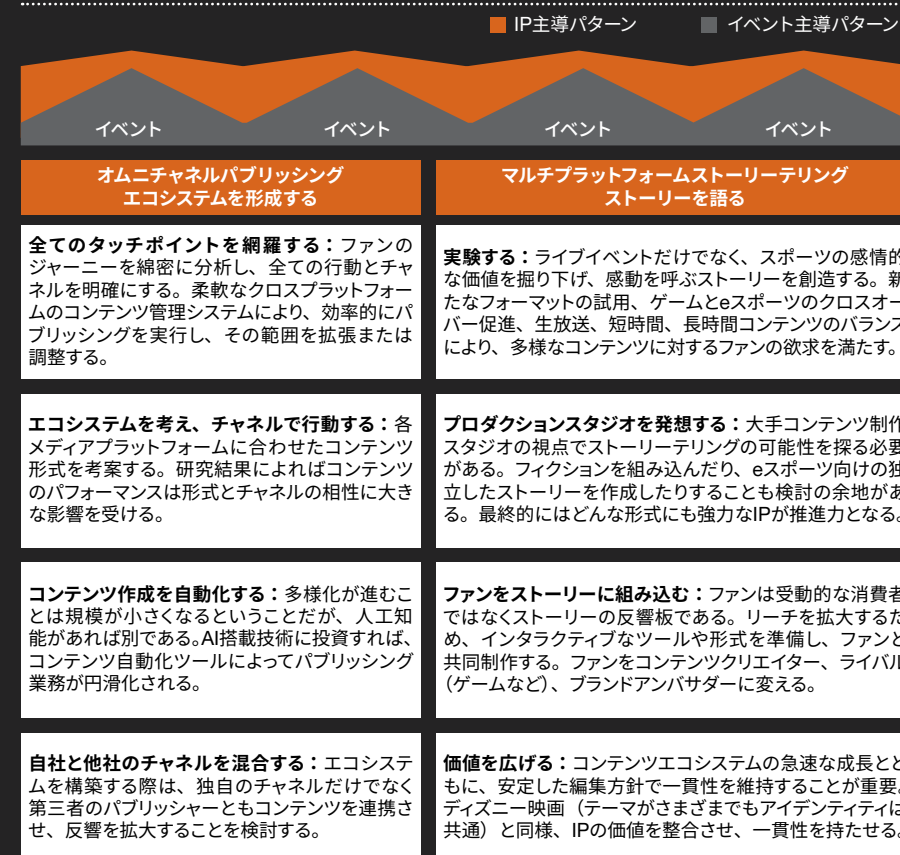 IP主導パターン
イベント主導パターン
イベント
イベント
イベント
イベント
オムニチャネルパブリッシング
エコシステムを形成する
全てのタッチポイントを網羅する：ファンの
ジャーニーを綿密に分析し、全ての行動とチャ
ネルを明確にする。柔軟なクロスプラットフォー
ムのコンテンツ管理システムにより、効率的にパ
ブリッシングを実行し、その範囲を拡張または
調整する。
エコシステムを考え、チャネルで行動する：各
メディアプラットフォームに合わせたコンテンツ
形式を考案する。研究結果によればコンテンツ
のパフォーマンスは形式とチャネルの相性に大き
な影響を受ける。
コンテンツ作成を自動化する：多様化が進むこ
とは規模が小さくなるということだが、人工知
能があれば別である。AI搭載技術に投資すれば、
コンテンツ自動化ツールによってパブリッシング
業務が円滑化される。
自社と他社のチャネルを混合する：エコシステ
ムを構築する際は、独自のチャネルだけでなく
第三者のパブリッシャーともコンテンツを連携さ
せ、反響を拡大することを検討する。
マルチプラットフォームストーリーテリング
ストーリーを語る
実験する：ライブイベントだけでなく、スポーツの感情的
な価値を掘り下げ、感動を呼ぶストーリーを創造する。新
たなフォーマットの試用、ゲームとeスポーツのクロスオー
バー促進、生放送、短時間、長時間コンテンツのバランス
により、多様なコンテンツに対するファンの欲求を満たす。
プロダクションスタジオを発想する：大手コンテンツ制作
スタジオの視点でストーリーテリングの可能性を探る必要
がある。フィクションを組み込んだり、eスポーツ向けの独
立したストーリーを作成したりすることも検討の余地があ
る。最終的にはどんな形式にも強力なIPが推進力となる。
ファンをストーリーに組み込む：ファンは受動的な消費者
ではなくストーリーの反響板である。リーチを拡大するた
め、インタラクティブなツールや形式を準備し、ファンと
共同制作する。ファンをコンテンツクリエイター、ライバル
（ゲームなど）、ブランドアンバサダーに変える。
価値を広げる：コンテンツエコシステムの急速な成長とと
もに、安定した編集方針で一貫性を維持することが重要。
ディズニー映画（テーマがさまざまでもアイデンティティは
共通）と同様、IPの価値を整合させ、一貫性を持たせる。